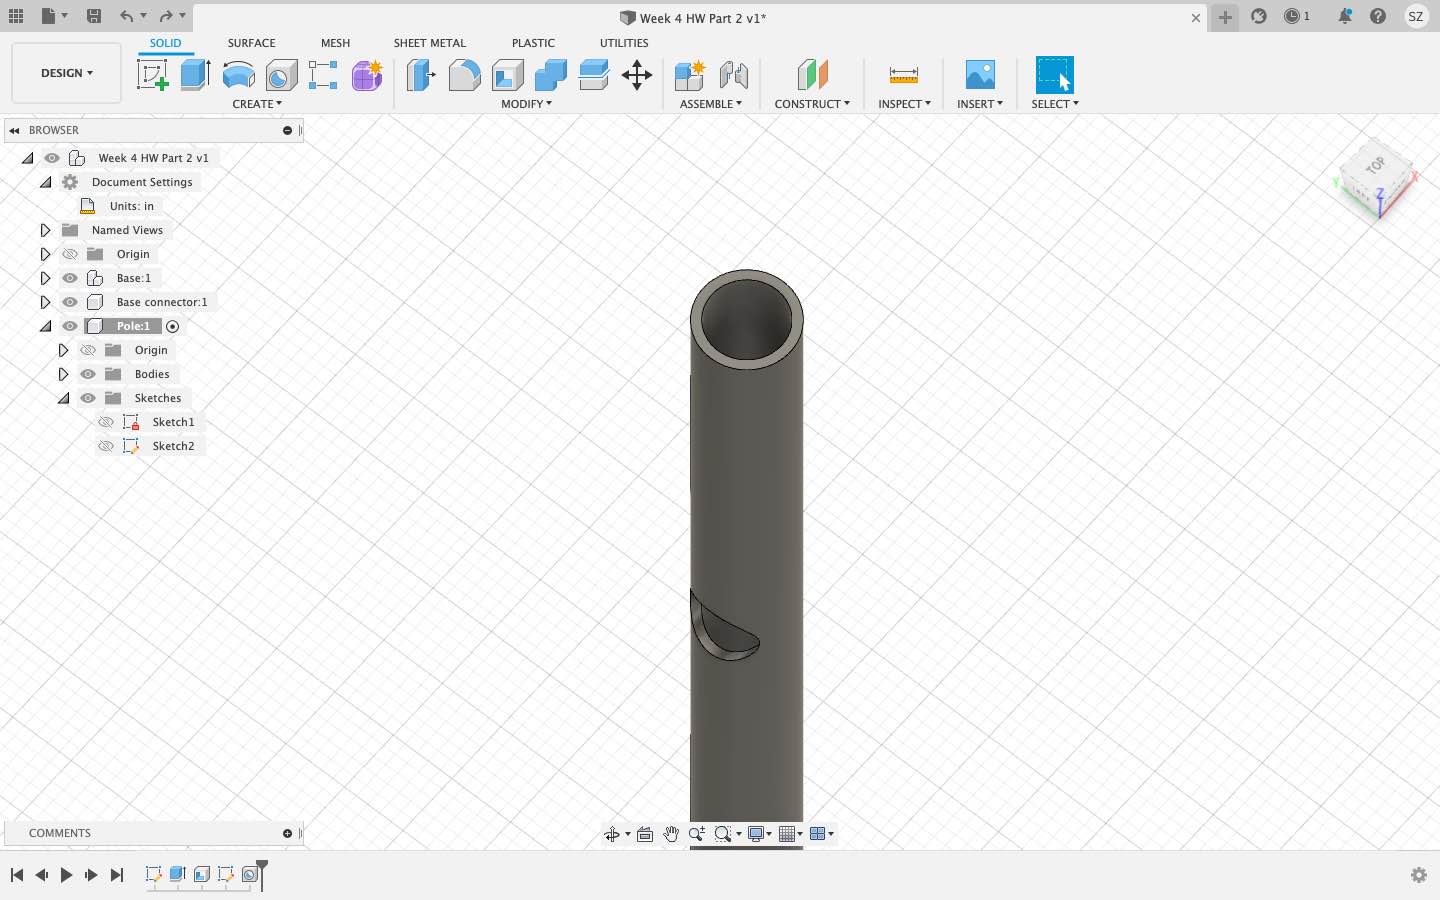 Week 4 HW Part 2 v1*
1
SZ
SOLID SURFACE MESH SHEET METAL PLASTIC UTILITIES
DESIGN
CREATE MODIFY ASSEMBLE CONSTRUCT INSPECT INSERT SELECT
BROWSER
Week 4 HW Part 2 v1
Document Settings
Units: in
Named Views
Origin
Base:1
Base connector:1
Pole:1
Origin
Bodies
Sketches
Sketch1
Sketch2
TOP
Y
X
Z
COMMENTS